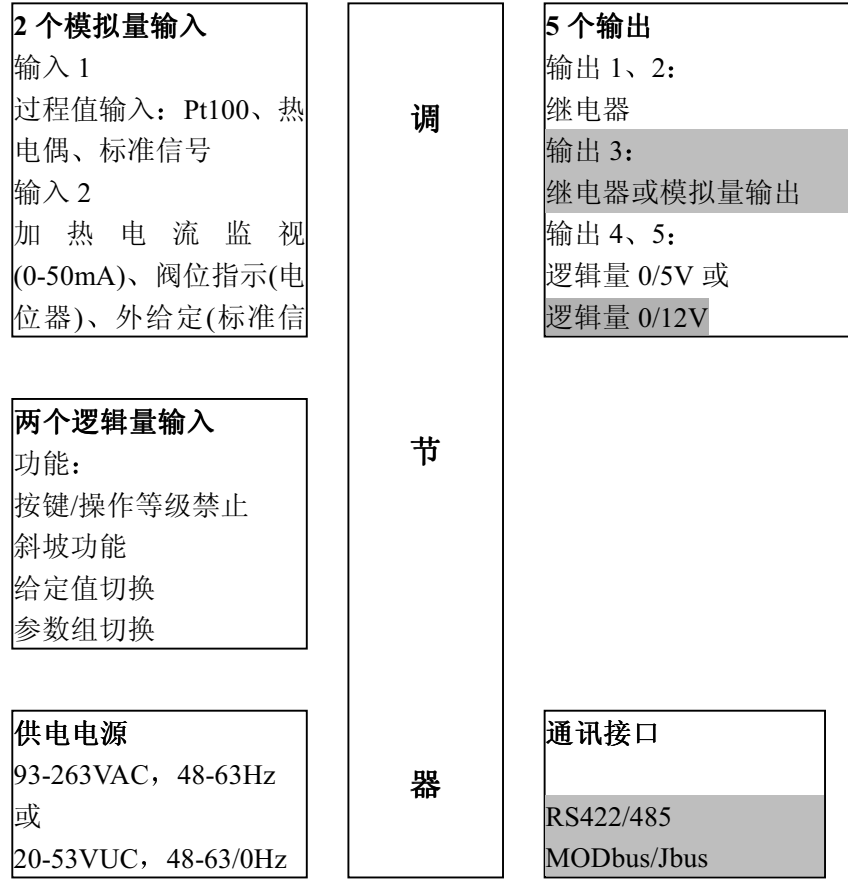 2 个模拟量输入
输入 1
过程值输入：Pt100、热
电偶、标准信号
输入 2
加热电流监视
(0-50mA)、阀位指示(电
位器)、外给定(标准信
两个逻辑量输入
功能：
按键/操作等级禁止
斜坡功能
给定值切换
参数组切换
供电电源
93-263VAC，48-63Hz
或
20-53VUC，48-63/0Hz
调
节
器
5 个输出
输出 1、2：
继电器
输出 3：
继电器或模拟量输出
输出 4、5：
逻辑量 0/5V 或
逻辑量 0/12V
通讯接口
RS422/485
MODbus/Jbus